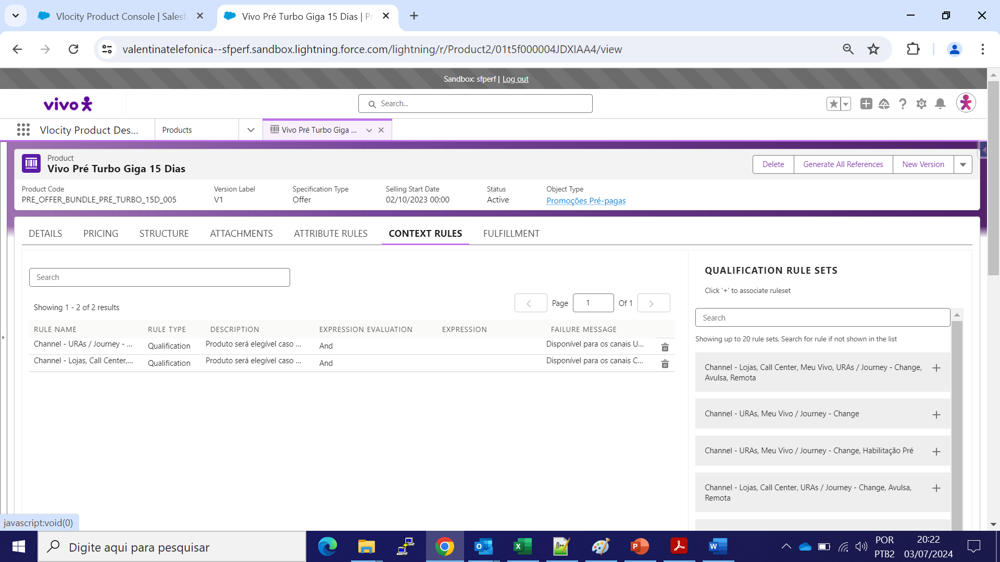 Vlocity Product Console | Salesf
Vivo Pré Turbo Giga 15 Dias | Pr
valentinatelefonica--sfperf.sandbox.lightning.force.com/lightning/r/Product2/01t5f000004JDXIAA4/view
Sandbox: sfperf | Log out
vivo
Search...
Vlocity Product Des...
Products
Vivo Pré Turbo Giga ...
Product
Vivo Pré Turbo Giga 15 Dias
Delete
Generate All References
New Version
Product Code
Version Label
Specification Type
Selling Start Date
Status
Object Type
PRE_OFFER_BUNDLE_PRE_TURBO_15D_005
V1
Offer
02/10/2023 00:00
Active
Promoções Pré-pagas
DETAILS
PRICING
STRUCTURE
ATTACHMENTS
ATTRIBUTE RULES
CONTEXT RULES
FULFILLMENT
Search
Showing 1 - 2 of 2 results
Page 1 Of 1
RULE NAME RULE TYPE DESCRIPTION EXPRESSION EVALUATION EXPRESSION FAILURE MESSAGE
Channel - URAs / Journey - ... Qualification Produto será elegível caso ... And Disponível para os canais U...
Channel - Lojas, Call Center,... Qualification Produto será elegível caso ... And Disponível para os canais C...
QUALIFICATION RULE SETS
Click '+' to associate ruleset
Search
Showing up to 20 rule sets. Search for rule if not shown in the list
Channel - Lojas, Call Center, Meu Vivo, URAs / Journey - Change,
Avulsa, Remota
Channel - URAs, Meu Vivo / Journey - Change
Channel - URAs, Meu Vivo / Journey - Change, Habilitação Pré
Channel - Lojas, Call Center, URAs / Journey - Change, Avulsa,
Remota
javascript:void(0)
Digite aqui para pesquisar
POR
PTB2
20:22
03/07/2024